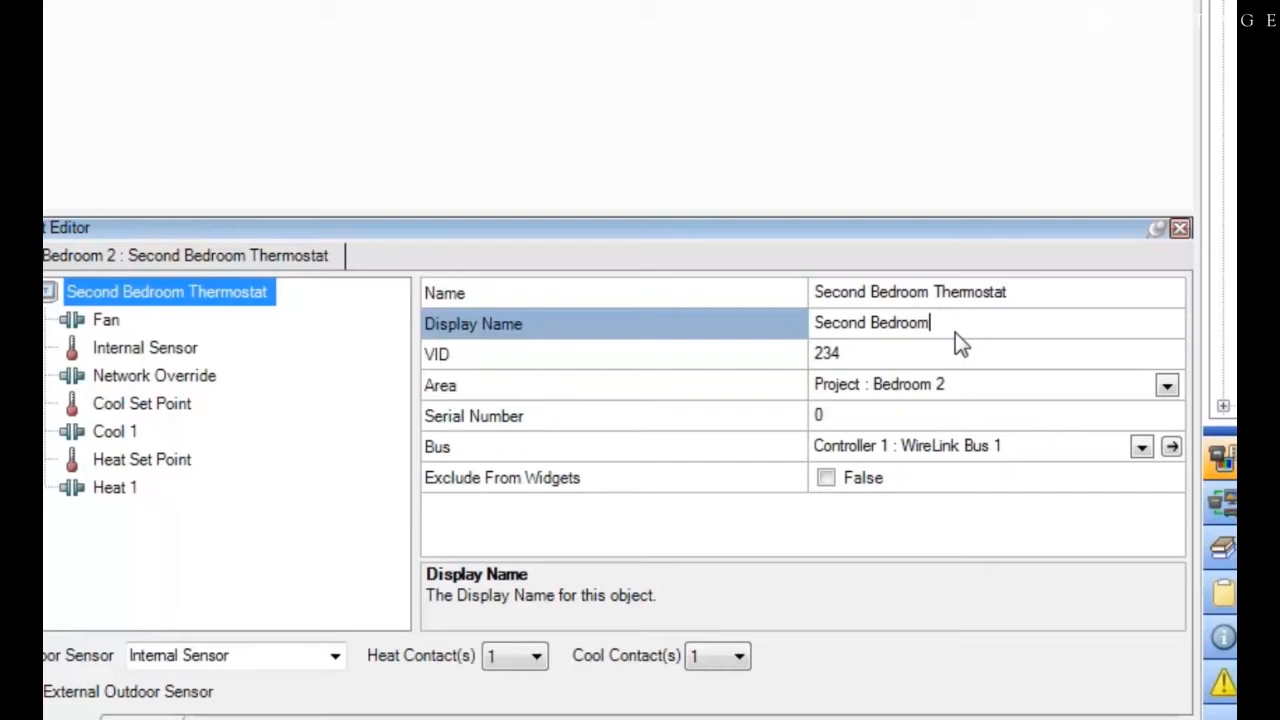 G E
t Editor
Bedroom 2 : Second Bedroom Thermostat
Second Bedroom Thermostat
Fan
Internal Sensor
Network Override
Cool Set Point
Cool 1
Heat Set Point
Heat 1
Name
Second Bedroom Thermostat
Display Name
Second Bedroom
VID
234
Area
Project : Bedroom 2
Serial Number
0
Bus
Controller 1 : WireLink Bus 1
Exclude From Widgets
False
Display Name
The Display Name for this object.
oor Sensor Internal Sensor Heat Contact(s) 1 Cool Contact(s) 1
External Outdoor Sensor